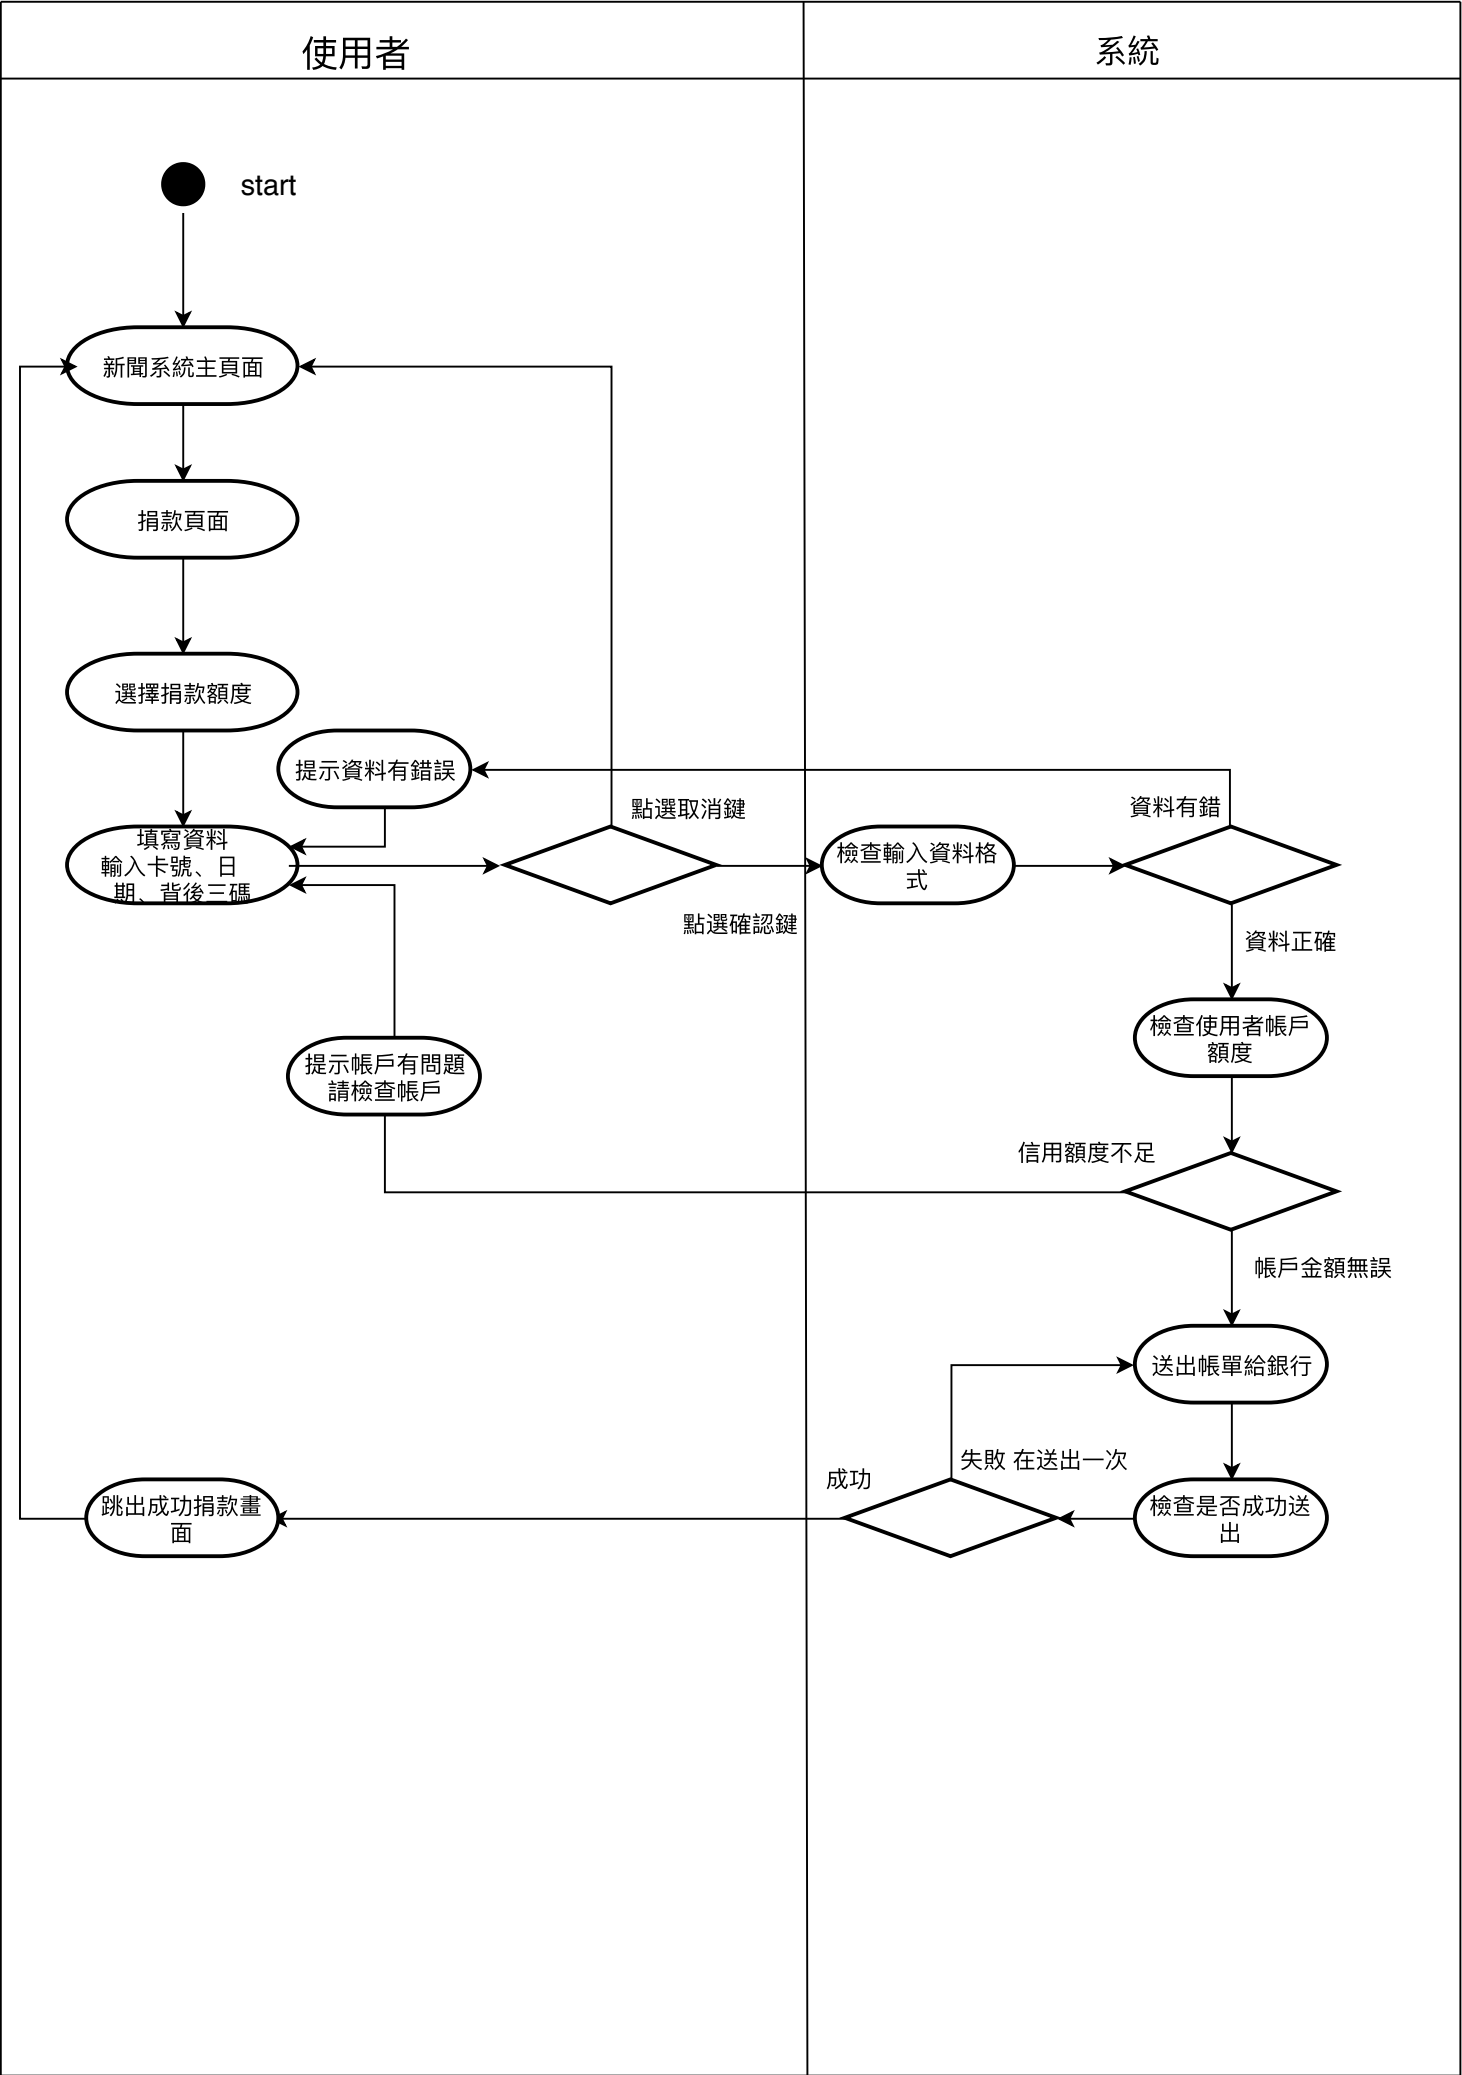 使用者
系統
start
新聞系統主頁面
捐款頁面
選擇捐款額度
提示資料有錯誤
點選取消鍵
資料有錯
填寫資料
輸入卡號、日
期、背後三碼
檢查輸入資料格
式
點選確認鍵
資料正確
檢查使用者帳戶
額度
提示帳戶有問題
請檢查帳戶
信用額度不足
帳戶金額無誤
送出帳單給銀行
失敗 在送出一次
成功
跳出成功捐款畫
面
檢查是否成功送
出